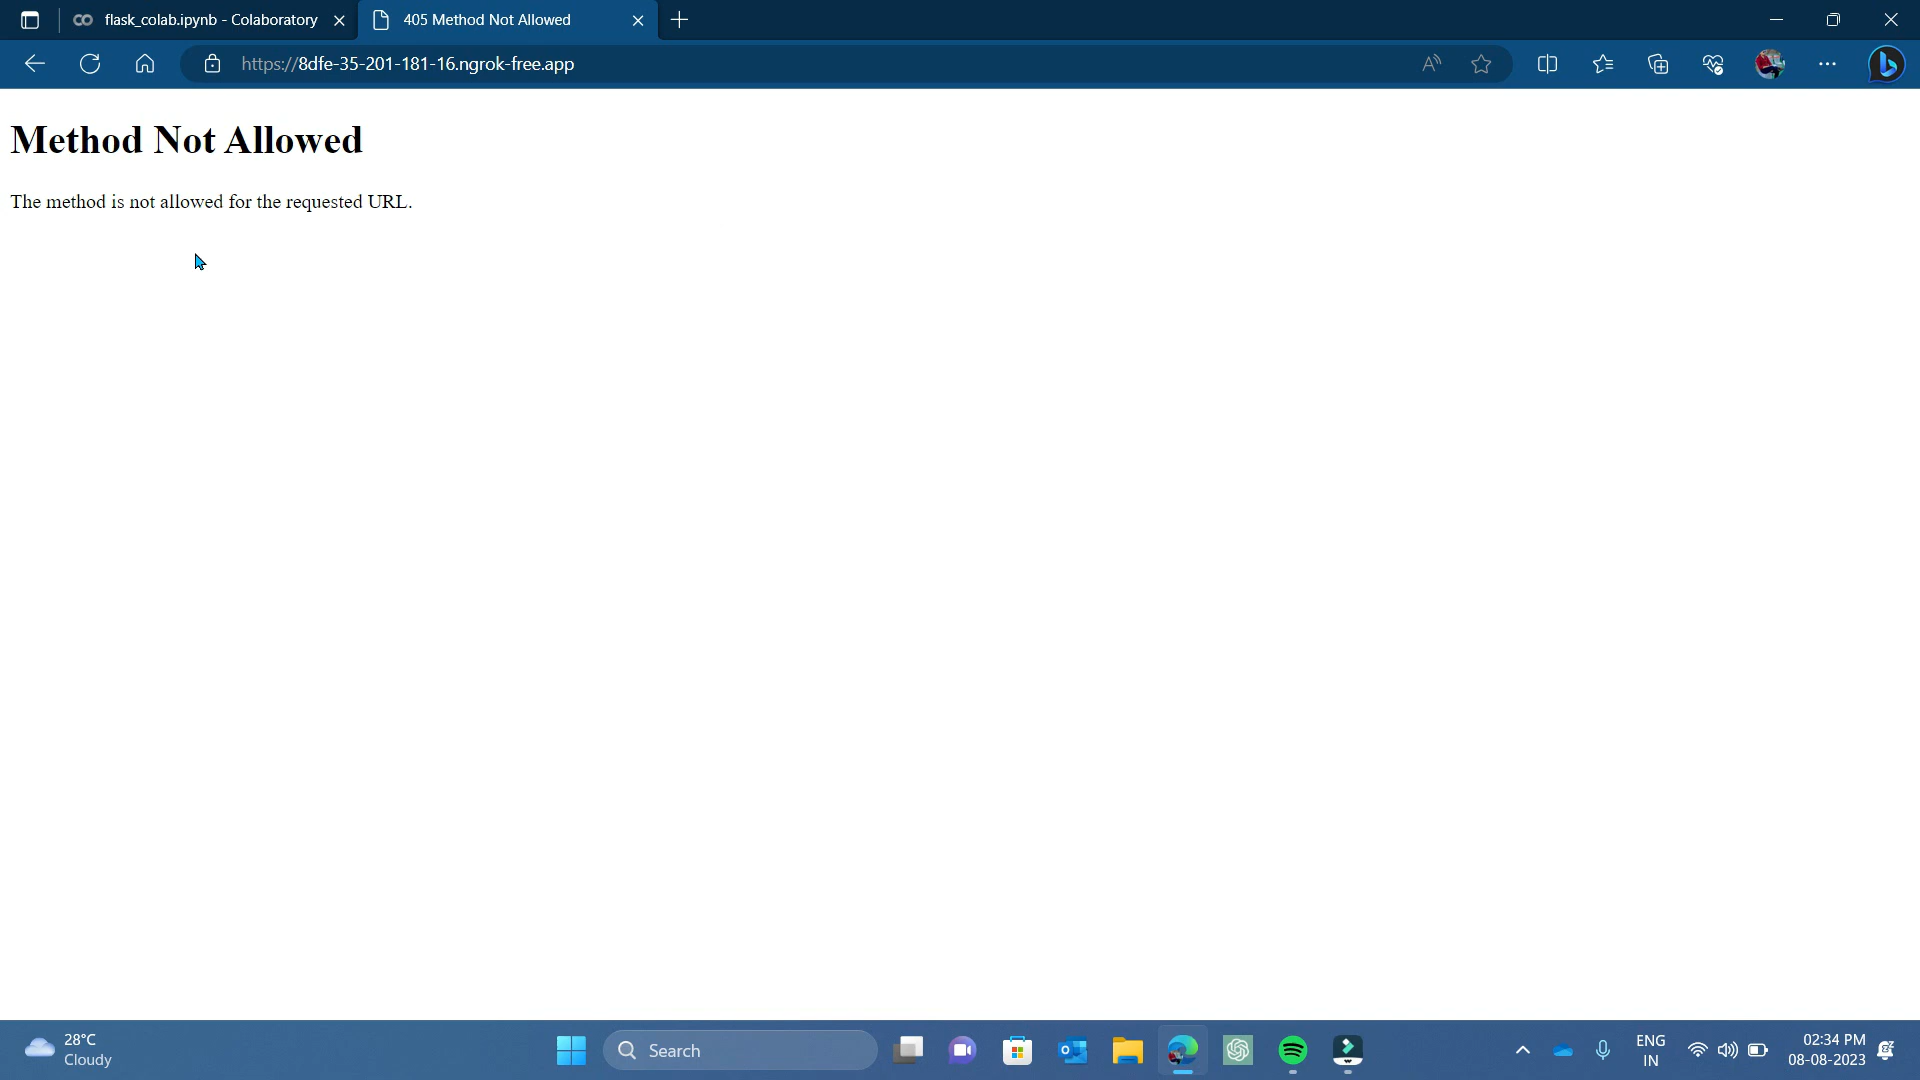 flask_colab.ipynb - Colaboratory
405 Method Not Allowed
https://8dfe-35-201-181-16.ngrok-free.app
Method Not Allowed
The method is not allowed for the requested URL.
28°C
Cloudy
Search
ENG
IN
02:34 PM
08-08-2023